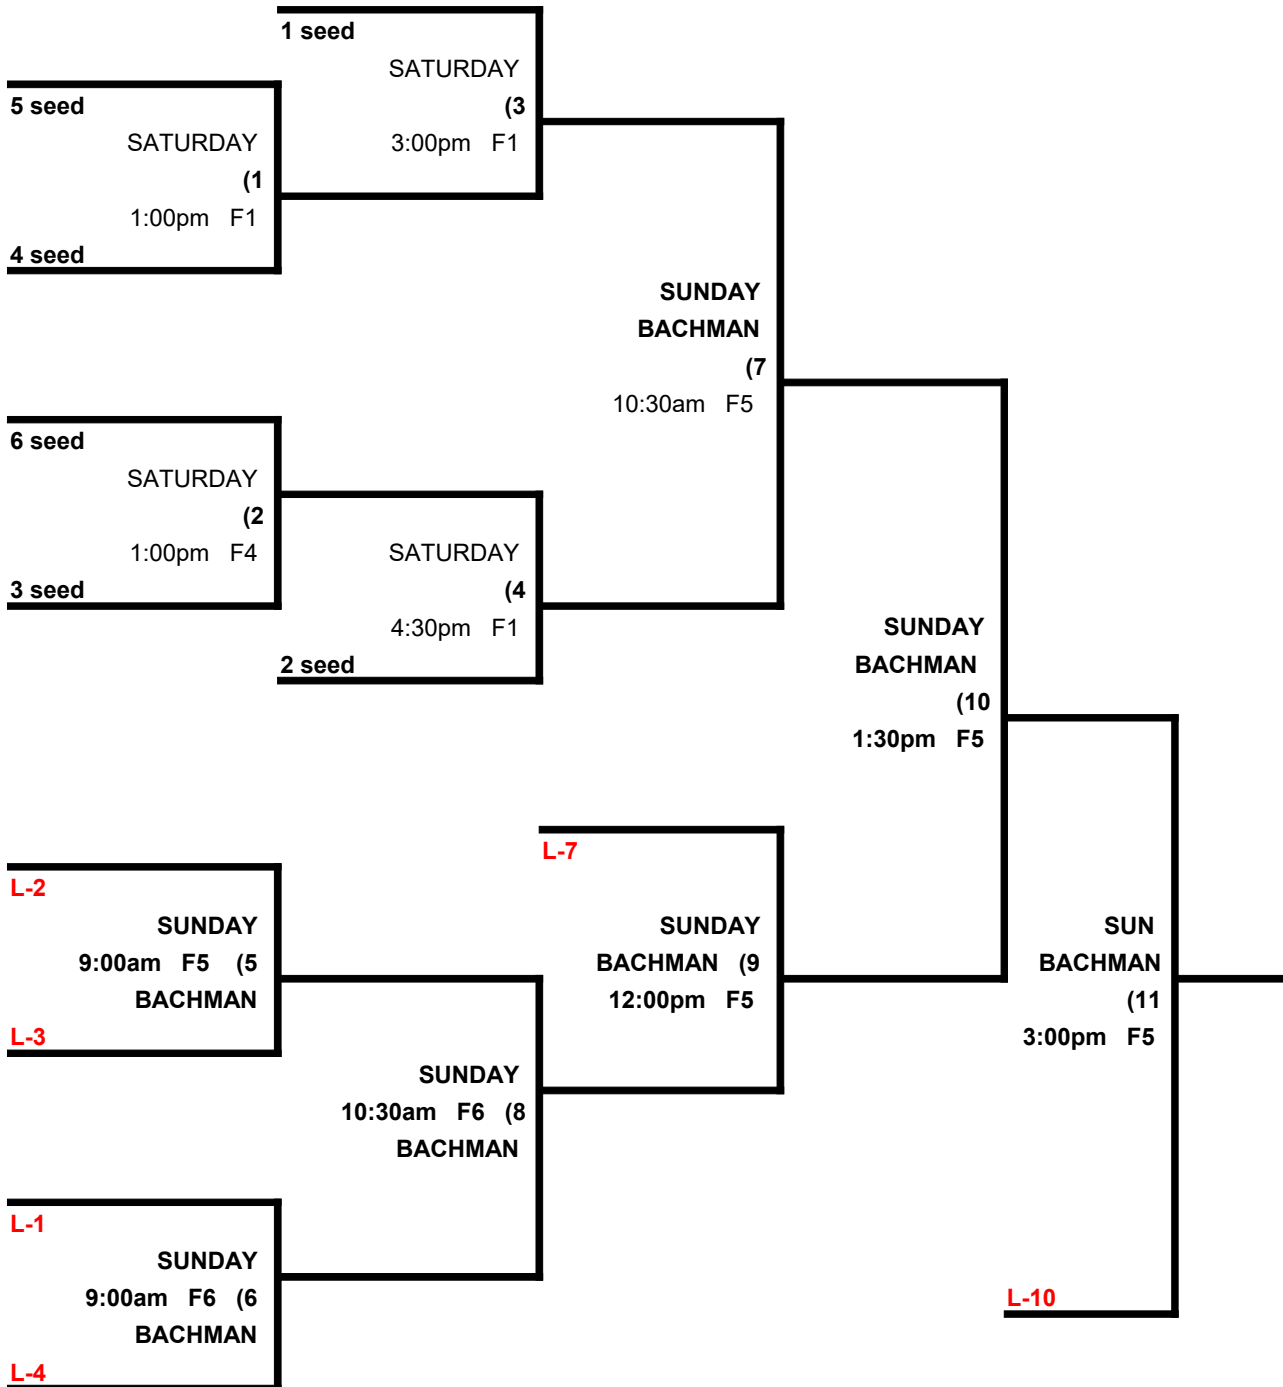 1 seed
SATURDAY
(3
3:00pm F1
5 seed
SATURDAY
(1
1:00pm F1
4 seed
SUNDAY
BACHMAN
(7
10:30am F5
6 seed
SATURDAY
(2
1:00pm F4
3 seed
SATURDAY
(4
4:30pm F1
2 seed
SUNDAY
BACHMAN
(10
1:30pm F5
L-7
SUNDAY
BACHMAN (9
12:00pm F5
L-2
SUNDAY
9:00am F5 (5
BACHMAN
L-3
SUN
BACHMAN
(11
3:00pm F5
SUNDAY
10:30am F6 (8
BACHMAN
L-1
SUNDAY
9:00am F6 (6
BACHMAN
L-4
L-10